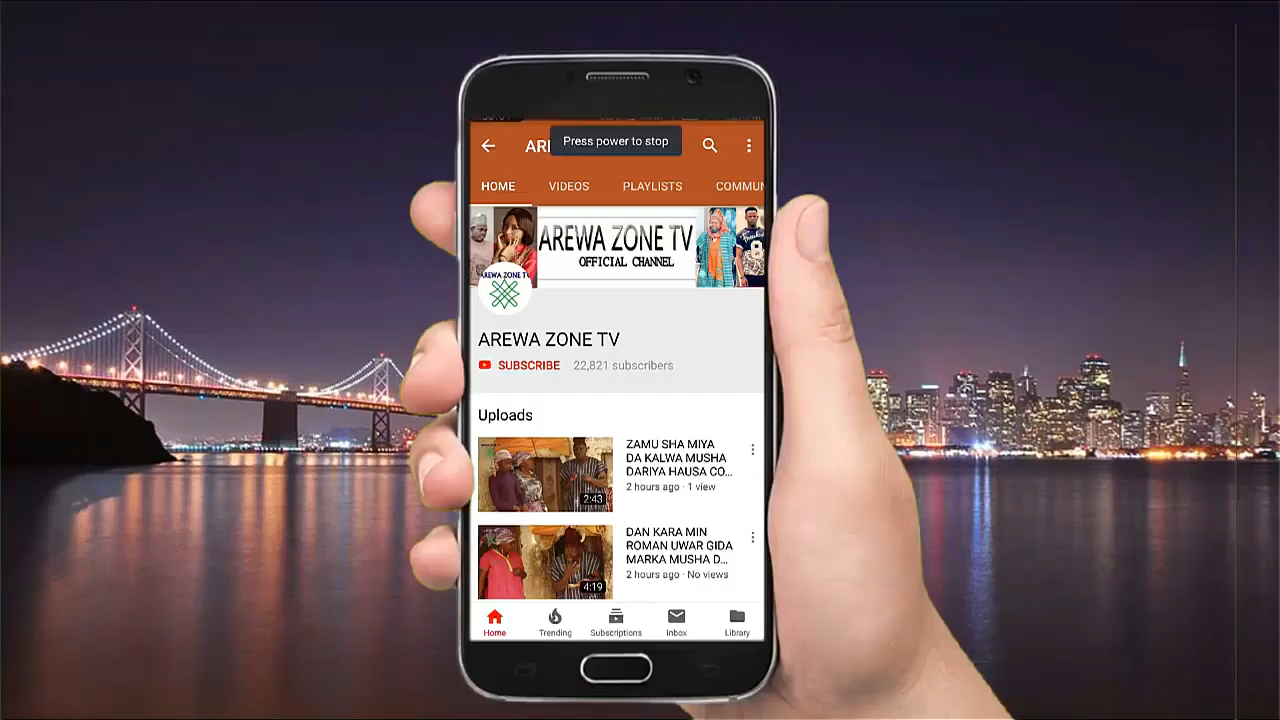 AR
Press power to stop
HOME VIDEOS PLAYLISTS COMMUN
AREWA ZONE TV
OFFICIAL CHANNEL
AREWA ZONE TV
AREWA ZONE TV
SUBSCRIBE 22,821 subscribers
Uploads
ZAMU SHA MIYA
DA KALWA MUSHA
DARIYA HAUSA CO...
2 hours ago · 1 view
2:43
DAN KARA MIN
ROMAN UWAR GIDA
MARKA MUSHA D...
2 hours ago · No views
4:19
Home Trending Subscriptions Inbox Library